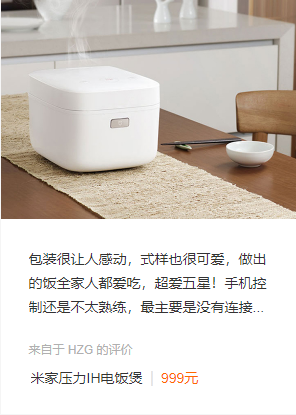 包装很让人感动，式样也很可爱，做出
的饭全家人都爱吃，超爱五星！手机控
制还是不太熟练，最主要是没有连接...
来自于 HZG 的评价
米家压力IH电饭煲 | 999元